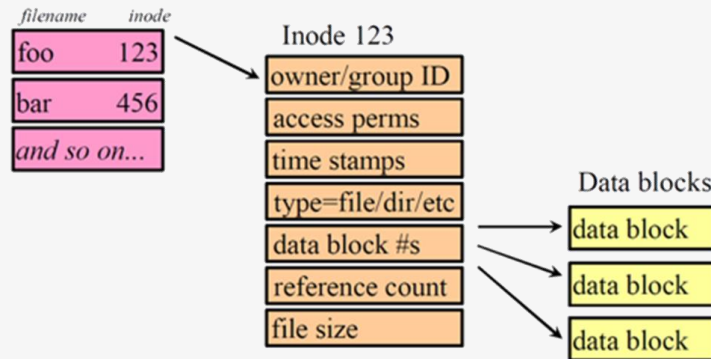 filename inode
foo 123
bar 456
and so on...
Inode 123
owner/group ID
access perms
time stamps
type=file/dir/etc
data block #s
reference count
file size
Data blocks
data block
data block
data block